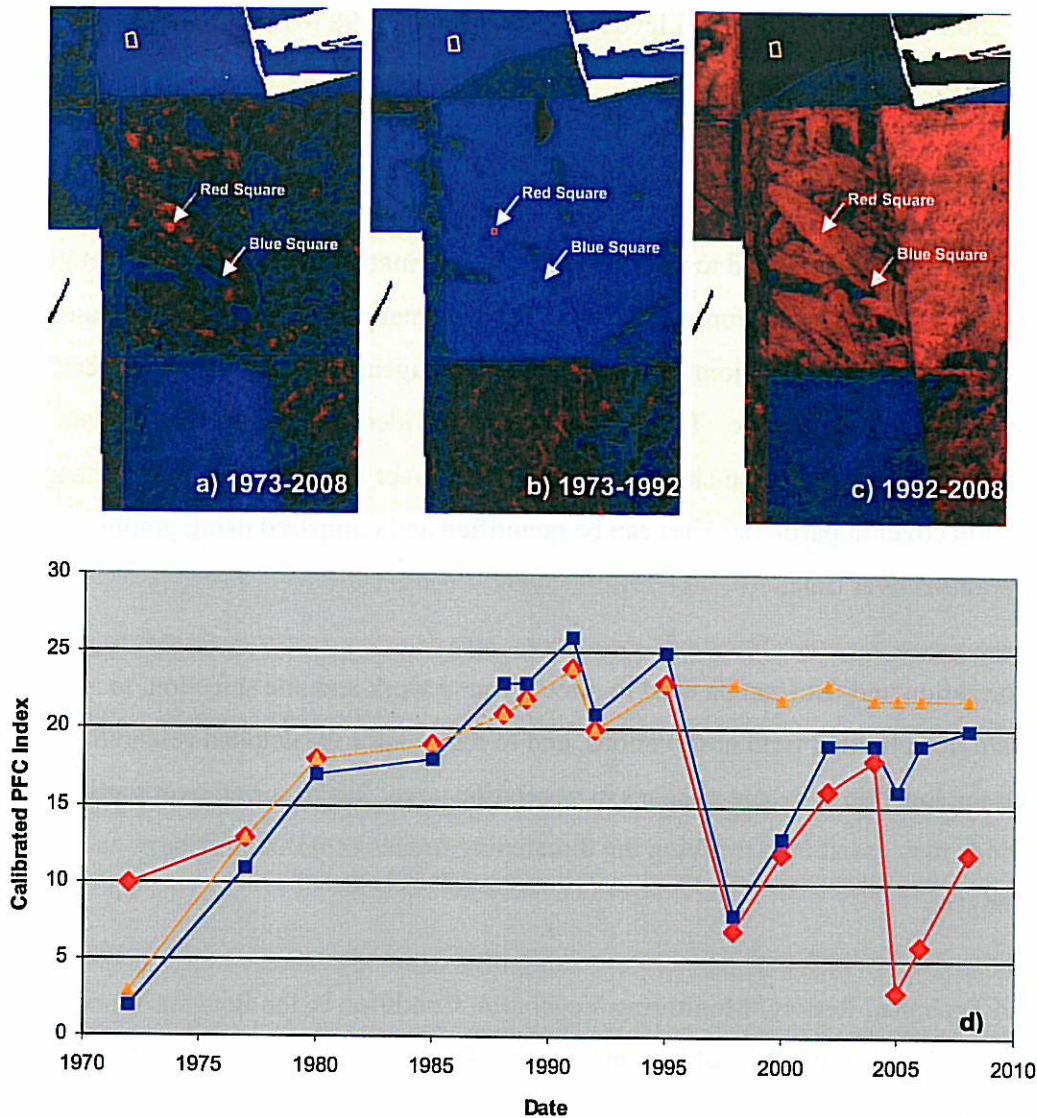 Red Square
Blue Square
a) 1973-2008
Red Square
Blue Square
b) 1973-1992
Red Square
Blue Square
c) 1992-2008
30
25
20
15
10
5
0
Calibrated PFC Index
d)
1970 1975 1980 1985 1990 1995 2000 2005 2010
Date